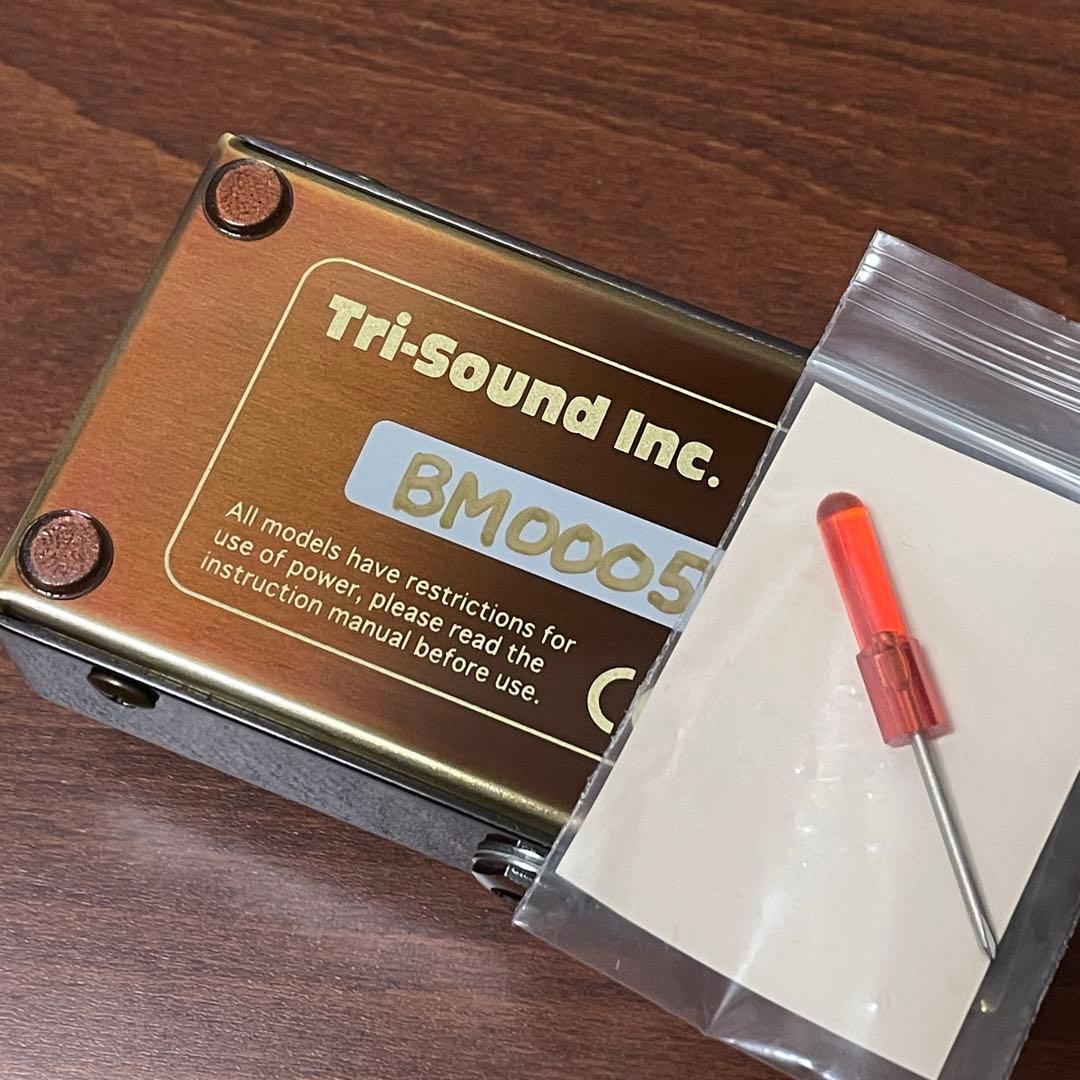 Tri-Sound Inc.
BM0005
All models have restrictions for
use of power, please read the
instruction manual before use.